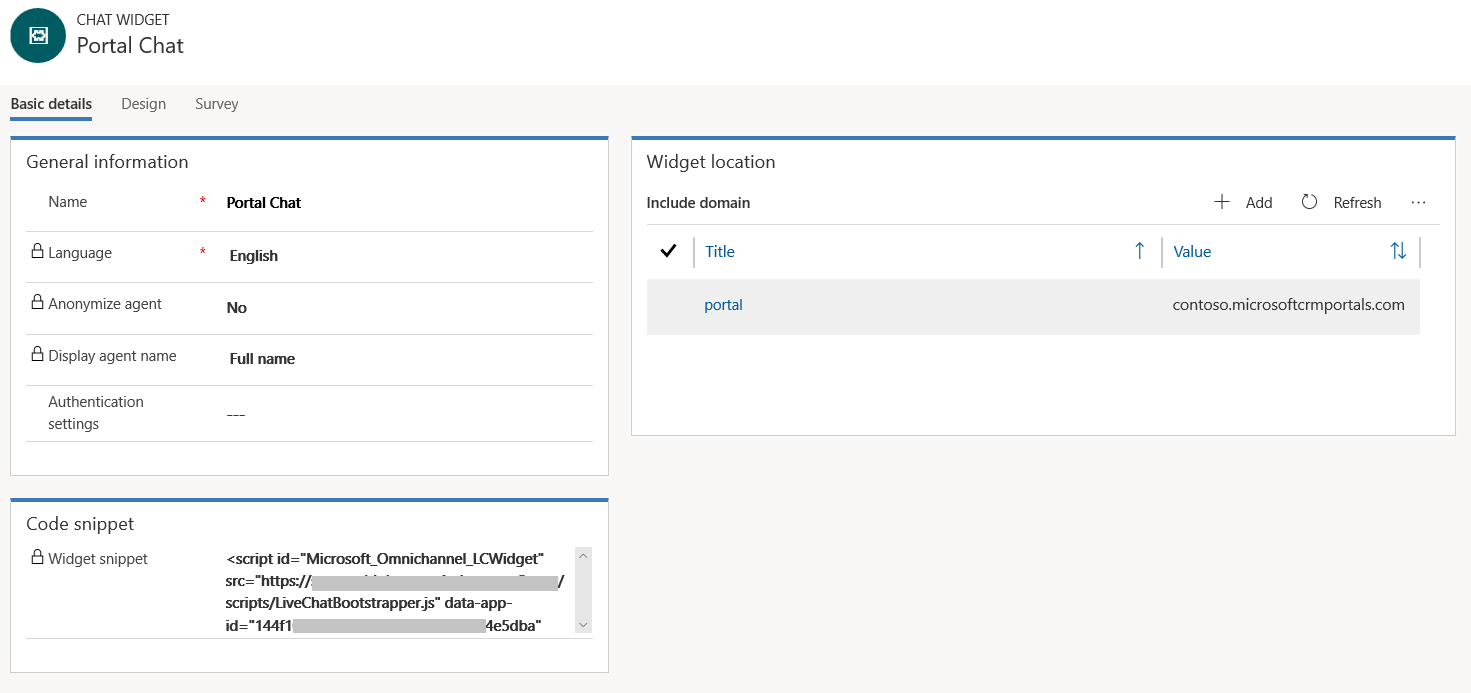 CHAT WIDGET
Portal Chat
Basic details Design Survey
General information
Name * Portal Chat
Language * English
Anonymize agent No
Display agent name Full name
Authentication
settings
---
Code snippet
Widget snippet
<script id="Microsoft_Omnichannel_LCWidget"
src="https:// /
scripts/LiveChatBootstrapper.js" data-app-
id="144f1 4e5dba"
Widget location
Include domain Add Refresh ...
Title Value
portal contoso.microsoftcrmportals.com